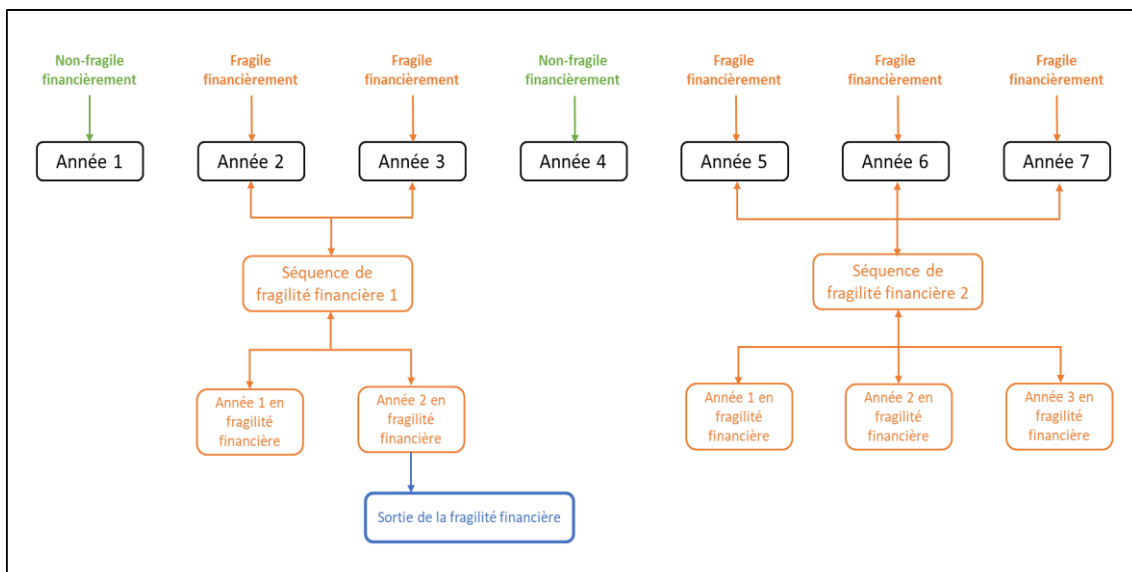 Non-fragile
financièrement
Fragile
financièrement
Fragile
financièrement
Non-fragile
financièrement
Fragile
financièrement
Fragile
financièrement
Fragile
financièrement
Année 1
Année 2
Année 3
Année 4
Année 5
Année 6
Année 7
Séquence de
fragilité financière 1
Séquence de
fragilité financière 2
Année 1 en
fragilité
financière
Année 2 en
fragilité
financière
Année 1 en
fragilité
financière
Année 2 en
fragilité
financière
Année 3 en
fragilité
financière
Sortie de la fragilité financière